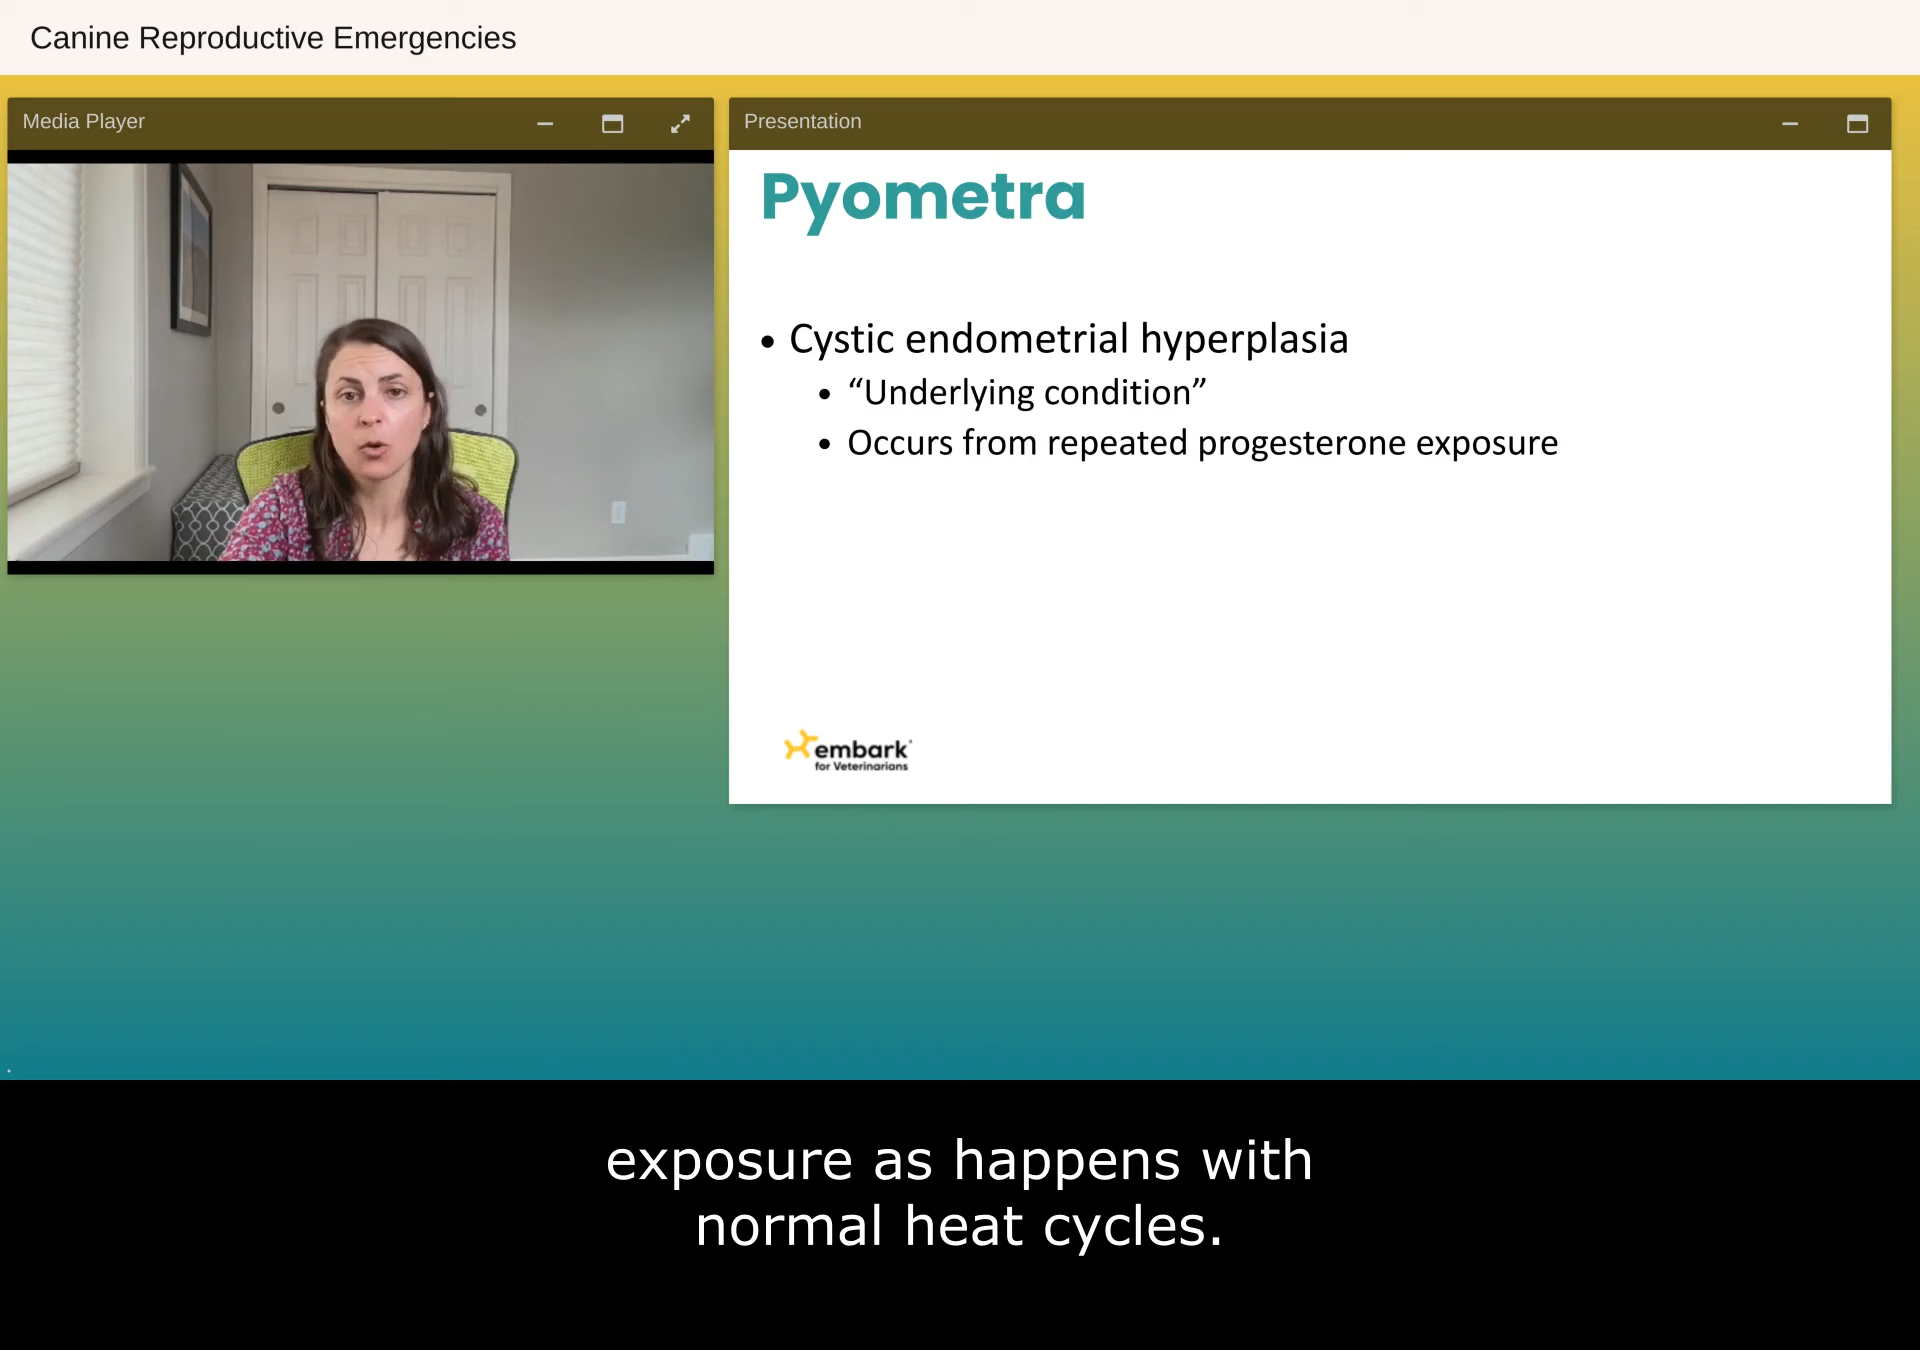 Canine Reproductive Emergencies
Media Player
Presentation
Pyometra
• Cystic endometrial hyperplasia
• “Underlying condition”
• Occurs from repeated progesterone exposure
embark
for Veterinarians
exposure as happens with
normal heat cycles.